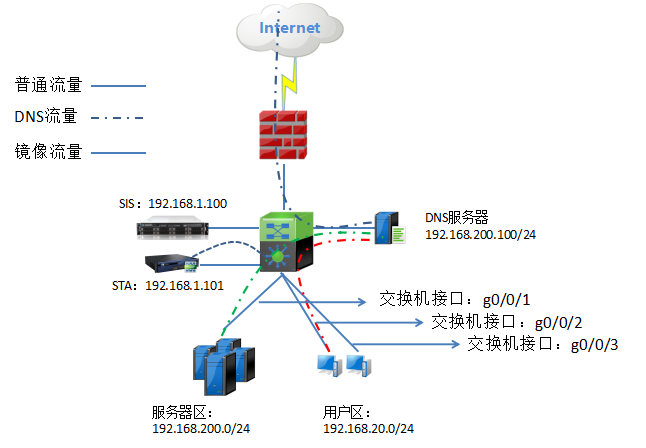 Internet
普通流量
DNS流量
镜像流量
SIS：192.168.1.100
DNS服务器
192.168.200.100/24
STA：192.168.1.101
交换机接口：g0/0/1
交换机接口：g0/0/2
交换机接口：g0/0/3
服务器区：
192.168.200.0/24
用户区：
192.168.20.0/24